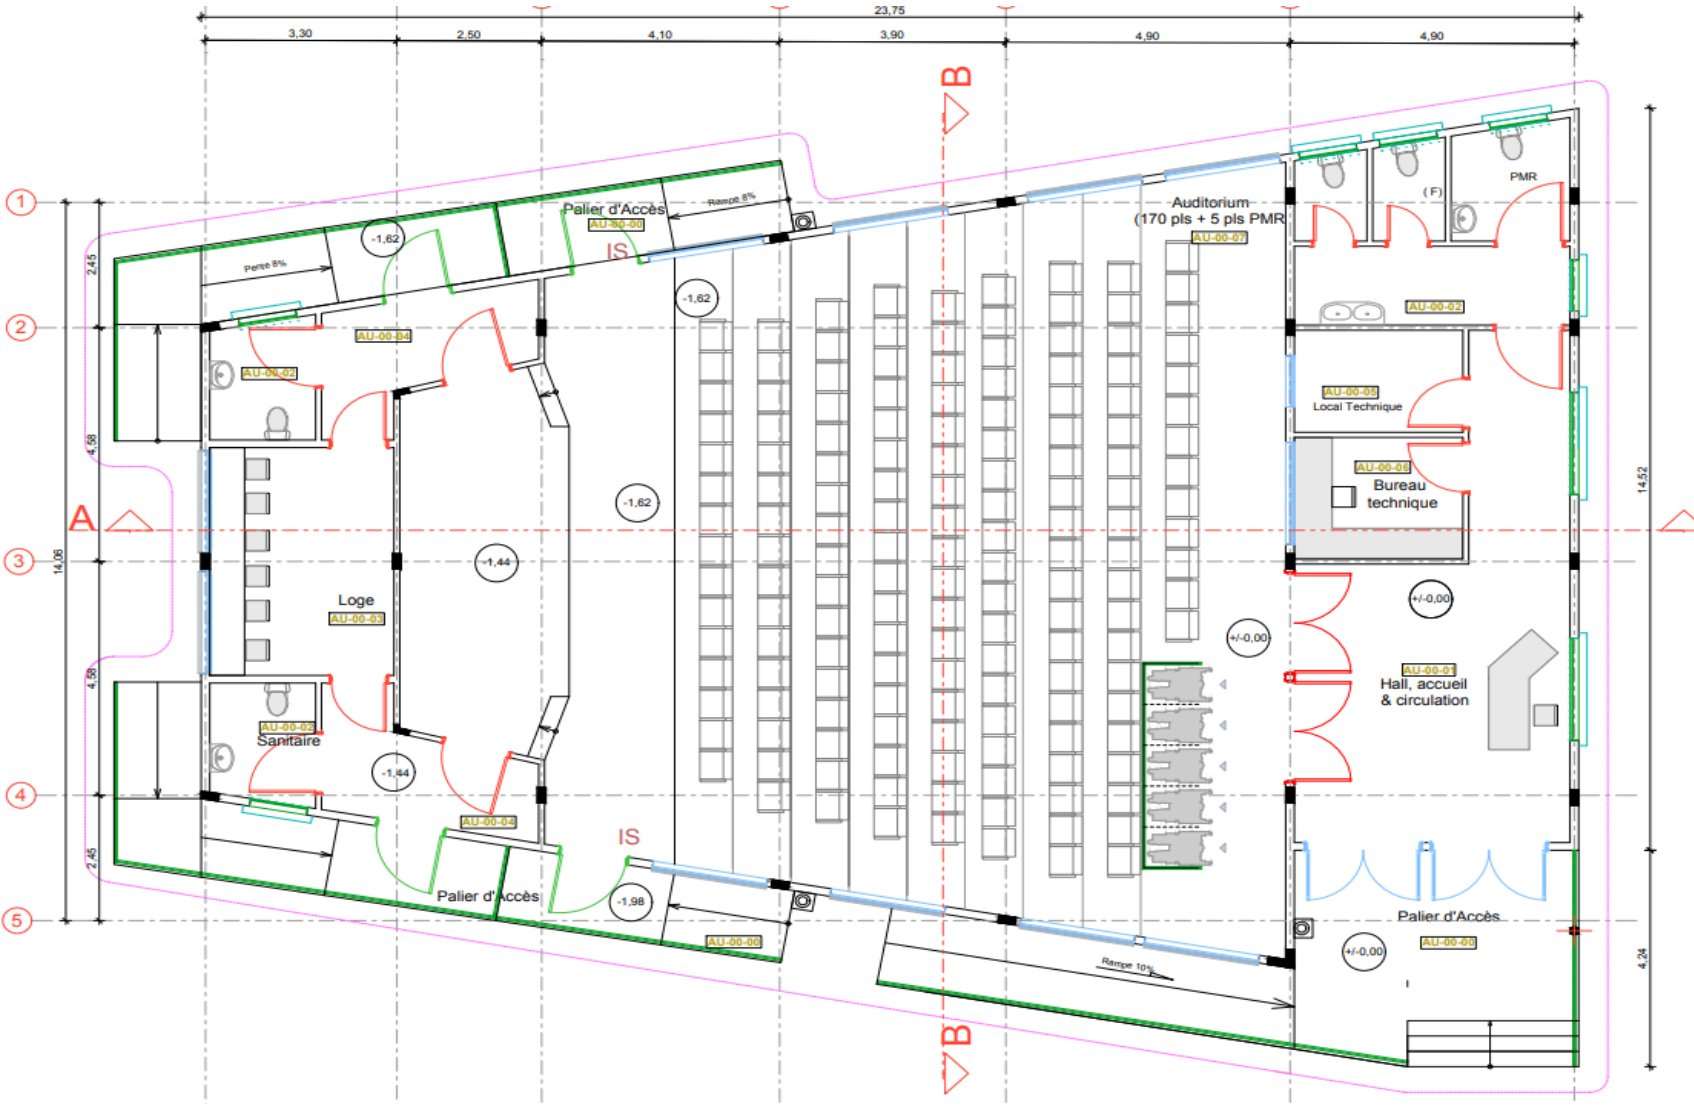 23,75
3,30
2,50
4,10
3,90
4,90
4,90
B
1
2,45
-1,62
Palier d'Accès
AU-00-00
Rampe 8%
IS
Auditorium
(170 pls + 5 pls PMR
AU-00-07
( F)
PMR
-1,62
2
AU-00-04
AU-00-02
AU-00-02
AU-00-05
Local Technique
4,58
AU-00-06
Bureau
technique
14,52
A
-1,62
14,06
3
-1,44
Loge
AU-00-03
+/-0,00
+/-0,00
4,58
AU-00-01
Hall, accueil
& circulation
AU-00-02
Sanitaire
-1,44
4
AU-00-04
IS
2,45
Palier d'Accès
-1,98
5
AU-00-00
Palier d'Accès
AU-00-00
+/-0,00
Rampe 10%
4,24
B